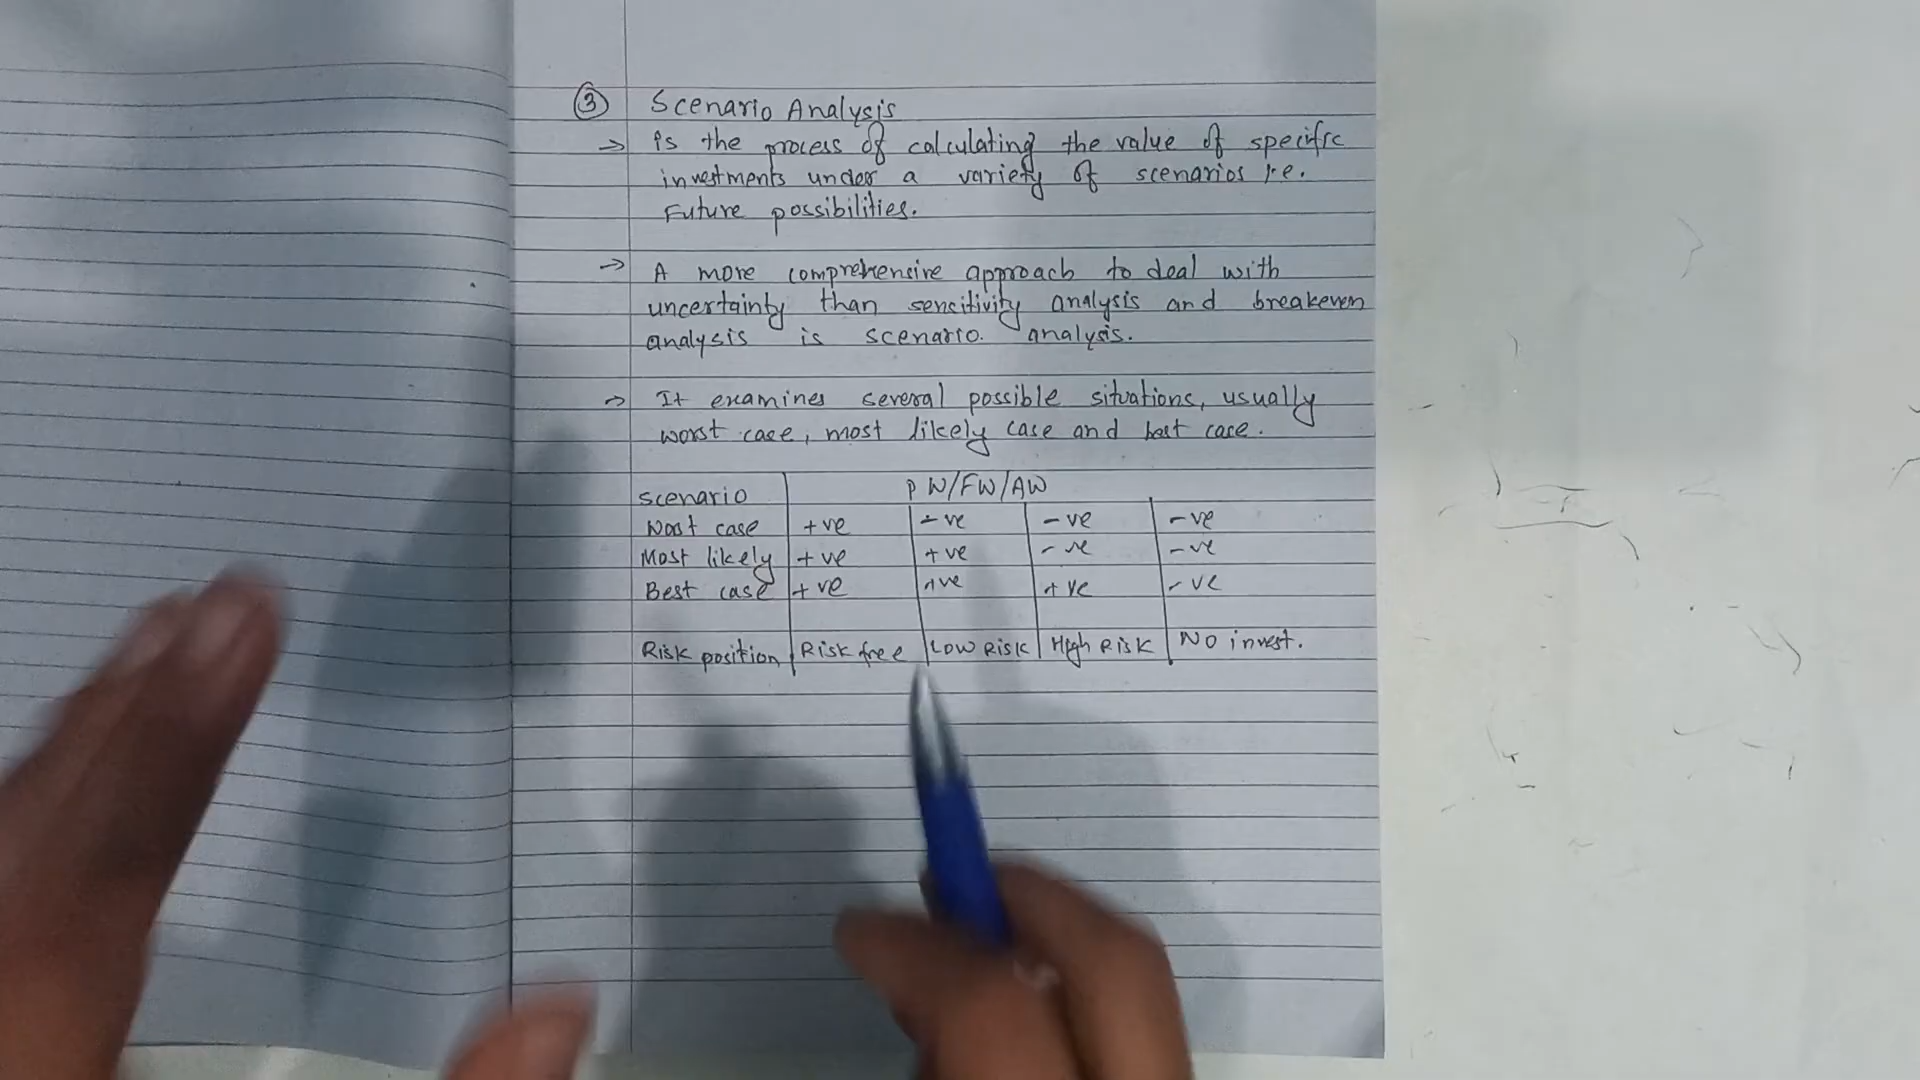 ③ Scenario Analysis
→ is the process of calculating the value of specific
investments under a variety of scenarios i.e.
Future possibilities.
→ A more comprehensive approach to deal with
uncertainty than sensitivity analysis and breakeven
analysis is scenario. analysis.
→ It examines several possible situations, usually
worst case, most likely case and best case.
scenario PW/FW/AW
Worst case +ve -ve -ve -ve
Most likely +ve +ve -ve -ve
Best case +ve +ve +ve -ve
Risk position Risk free Low Risk High Risk No invest.